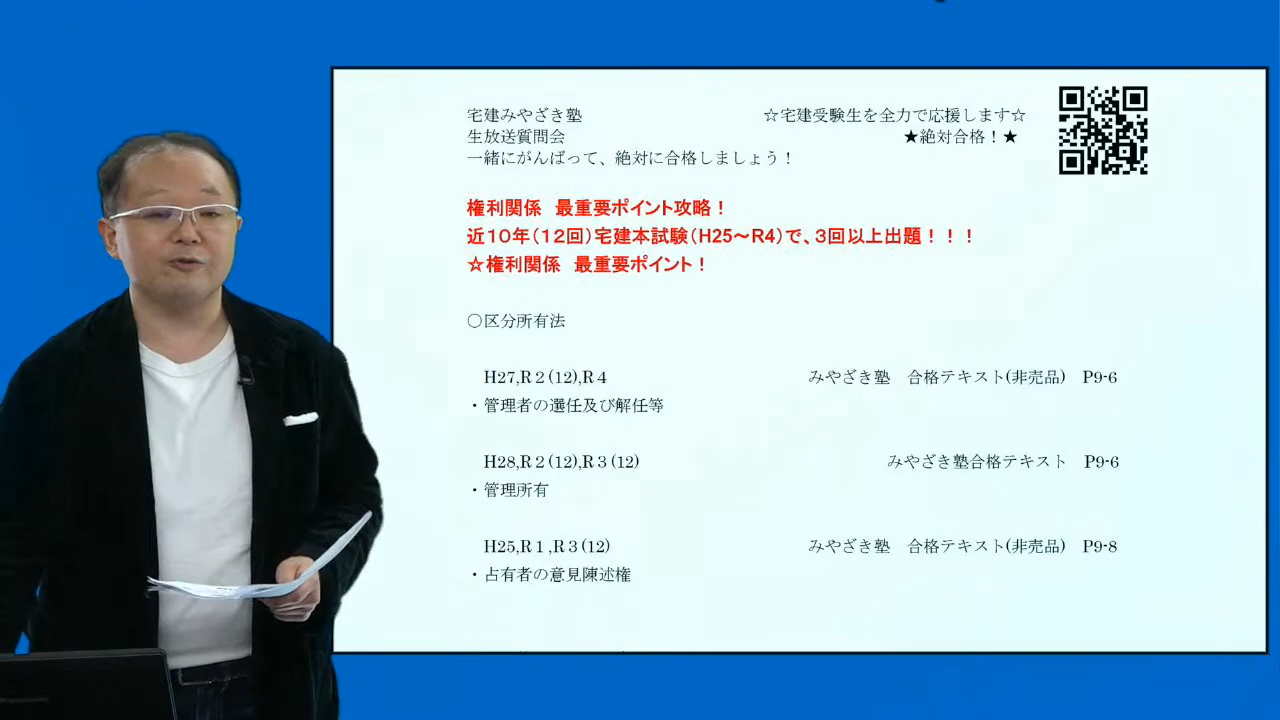 宅建みやざき塾 ☆宅建受験生を全力で応援します☆
生放送質問会 ★絶対合格！★
一緒にがんばって、絶対に合格しましょう！
権利関係 最重要ポイント攻略！
近１０年（１２回）宅建本試験（H25～R4）で、３回以上出題！！！
☆権利関係 最重要ポイント！
〇区分所有法
H27,R２(12),R４ みやざき塾 合格テキスト(非売品) P9-6
・管理者の選任及び解任等
H28,R２(12),R３(12) みやざき塾合格テキスト P9-6
・管理所有
H25,R１,R３(12) みやざき塾 合格テキスト(非売品) P9-8
・占有者の意見陳述権